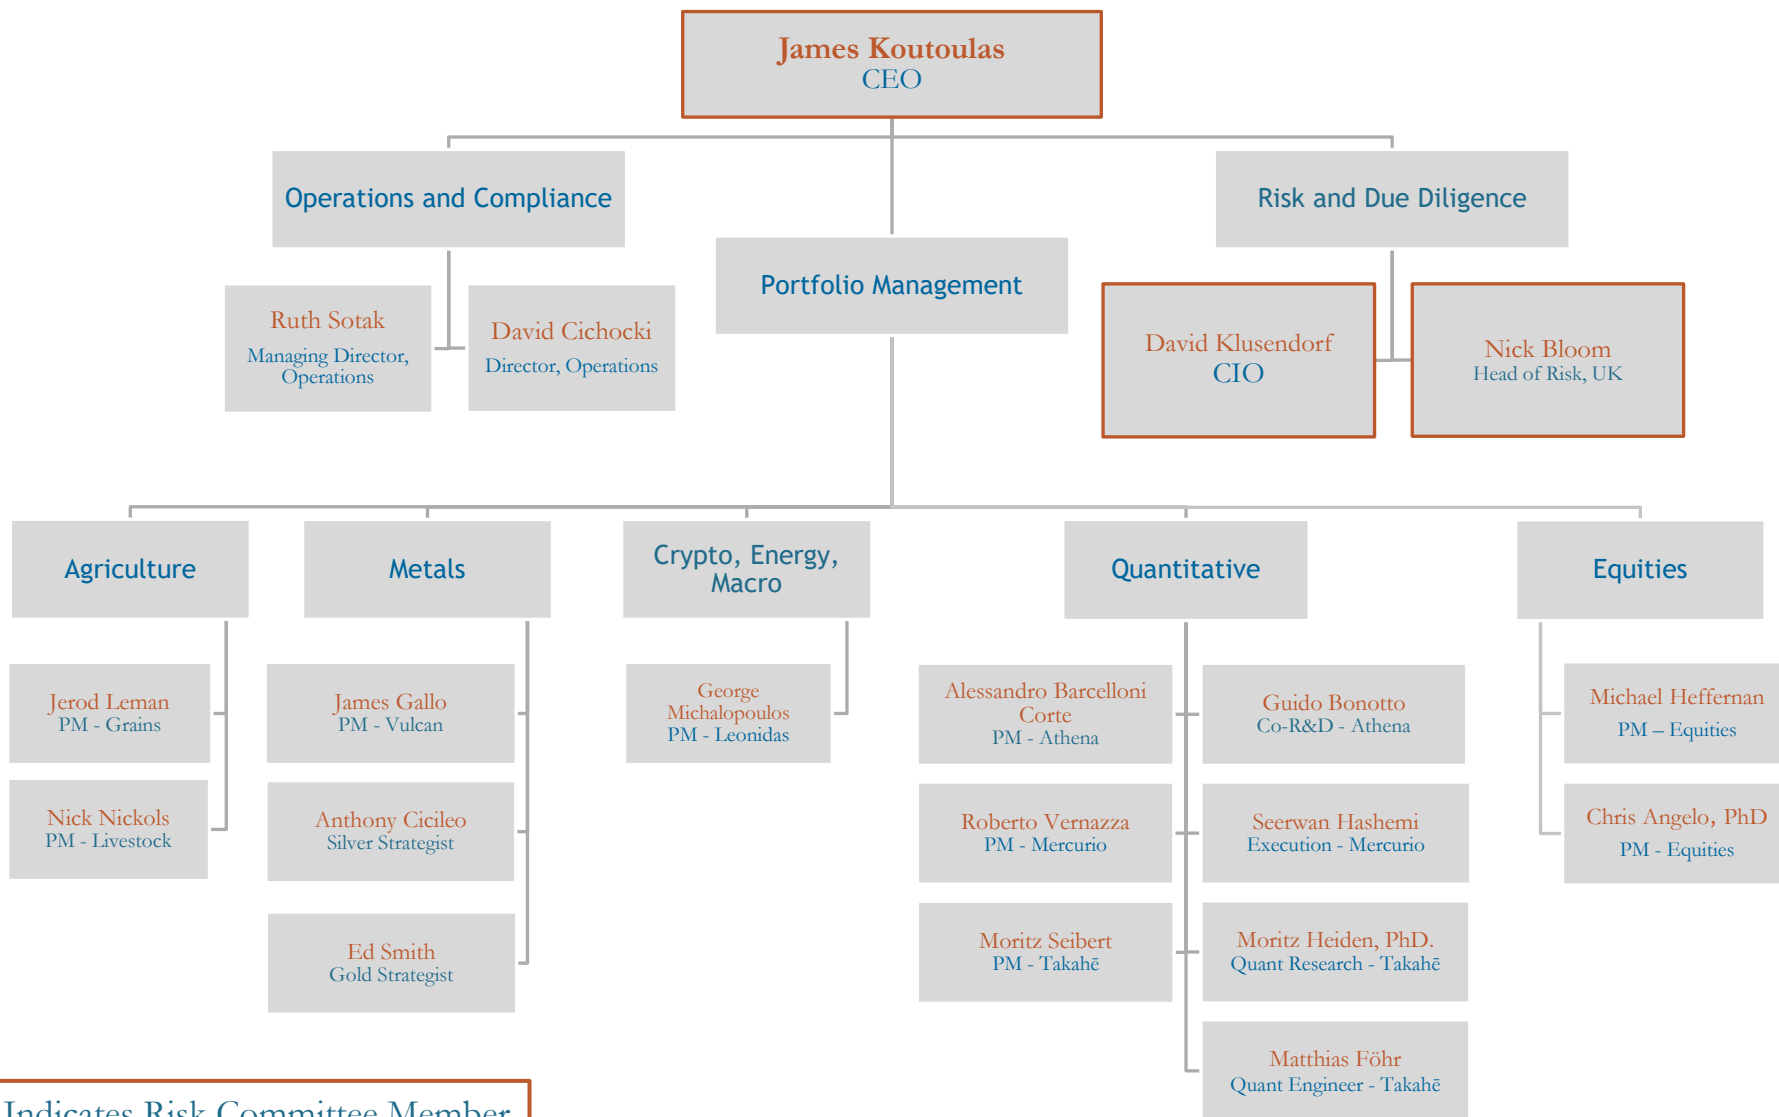 James Koutoulas
CEO
Operations and Compliance
Risk and Due Diligence
Portfolio Management
Ruth Sotak
Managing Director,
Operations
David Cichocki
Director, Operations
David Klusendorf
CIO
Nick Bloom
Head of Risk, UK
Agriculture
Metals
Crypto, Energy,
Macro
Quantitative
Equities
Jerod Leman
PM - Grains
Nick Nickols
PM - Livestock
James Gallo
PM - Vulcan
Anthony Cicileo
Silver Strategist
Ed Smith
Gold Strategist
George
Michalopoulos
PM - Leonidas
Alessandro Barcelloni
Corte
PM - Athena
Guido Bonotto
Co-R&D - Athena
Roberto Vernazza
PM - Mercurio
Seerwan Hashemi
Execution - Mercurio
Moritz Seibert
PM - Takahē
Moritz Heiden, PhD.
Quant Research - Takahē
Matthias Föhr
Quant Engineer - Takahē
Michael Heffernan
PM – Equities
Chris Angelo, PhD
PM - Equities
Indicates Risk Committee Member